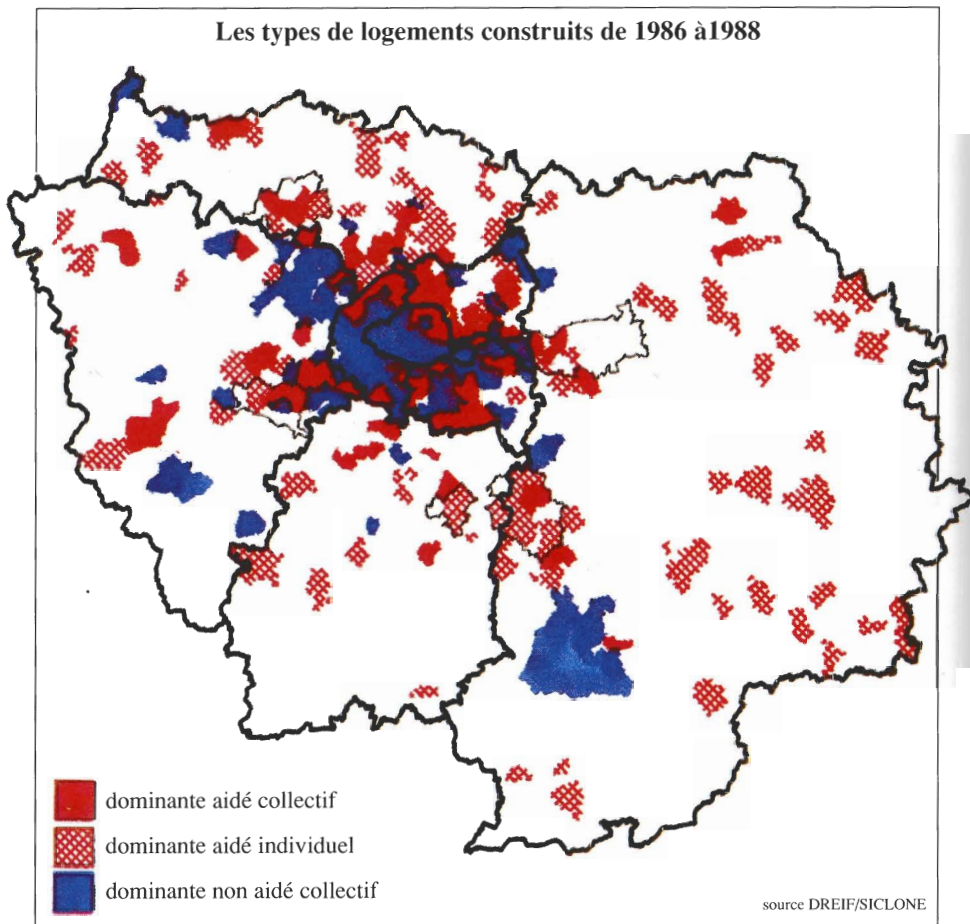 Les types de logements construits de 1986 à1988
dominante aidé collectif
dominante aidé individuel
dominante non aidé collectif
source DREIF/SICLONE